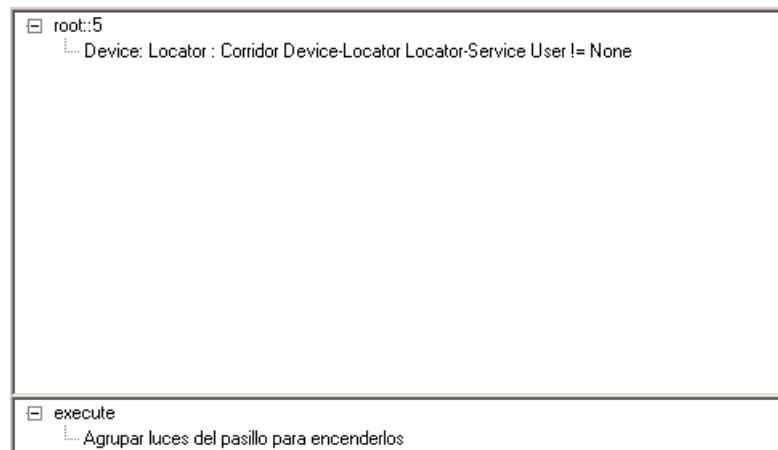 root::5
Device: Locator : Corridor Device-Locator Locator-Service User != None
execute
Agrupar luces del pasillo para encenderlos